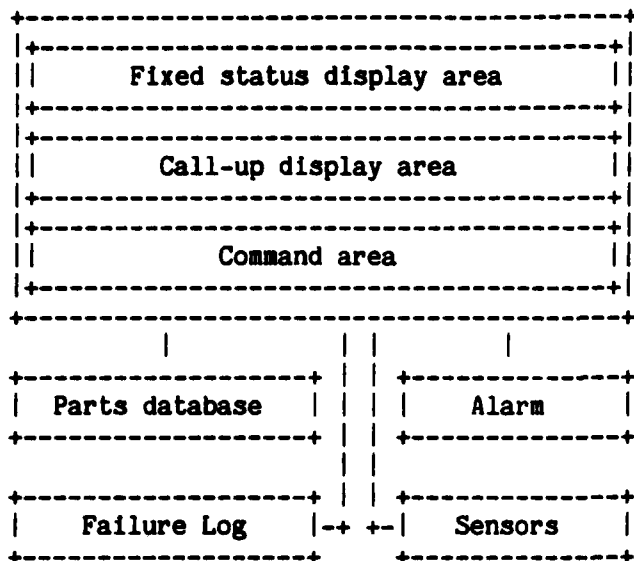 Fixed status display area
Call-up display area
Command area
Parts database Alarm
Failure Log Sensors